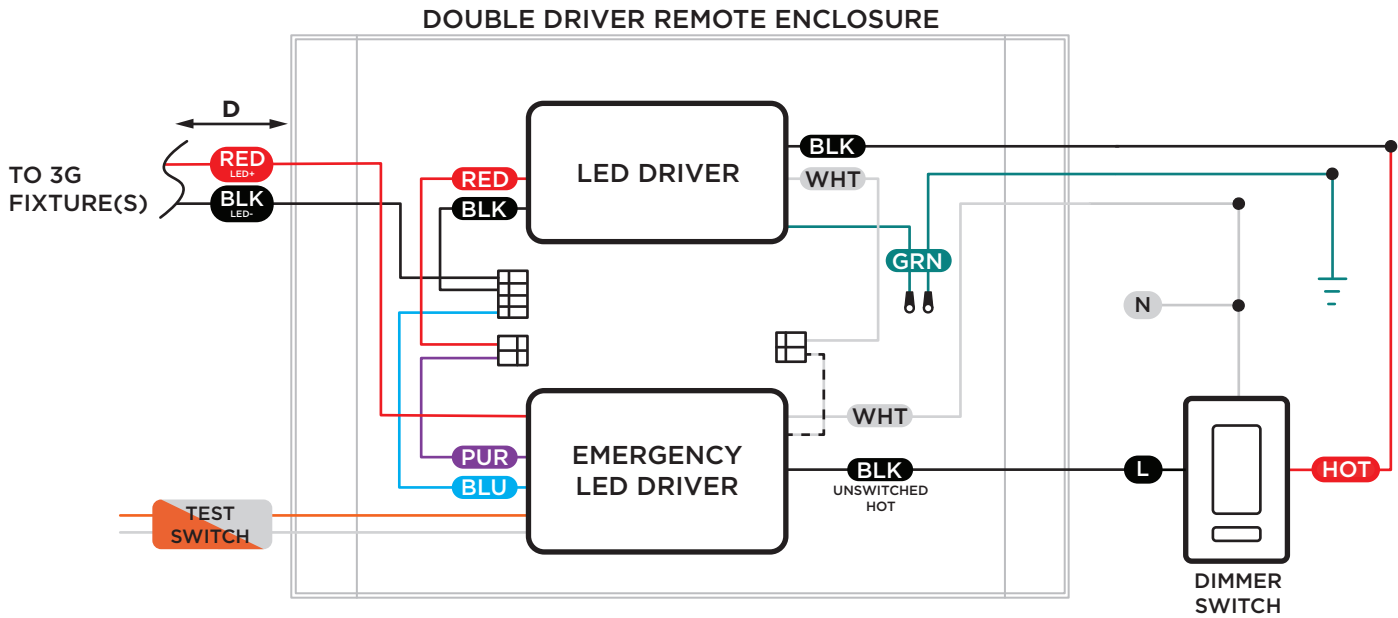 DOUBLE DRIVER REMOTE ENCLOSURE
D
TO 3G
FIXTURE(S)
RED
LED+
BLK
LED-
RED
BLK
LED DRIVER
BLK
WHT
GRN
N
WHT
PUR
BLU
EMERGENCY
LED DRIVER
BLK
UNSWITCHED
HOT
L
HOT
TEST
SWITCH
DIMMER
SWITCH